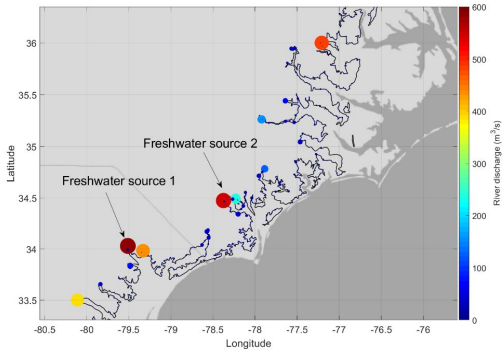 36
35.5
35
34.5
34
33.5
Latitude
Freshwater source 2
Freshwater source 1
-80.5 -80 -79.5 -79 -78.5 -78 -77.5 -77 -76.5 -76
Longitude
600
500
400
300
200
100
0
River discharge (m³/s)